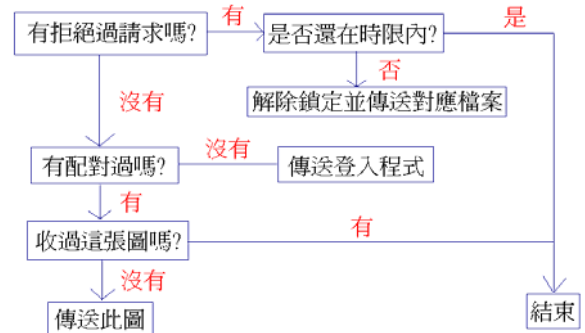 有拒絕過請求嗎?
有
是否還在時限內?
是
否
解除鎖定並傳送對應檔案
沒有
有配對過嗎?
沒有
傳送登入程式
有
收過這張圖嗎?
有
沒有
傳送此圖
結束